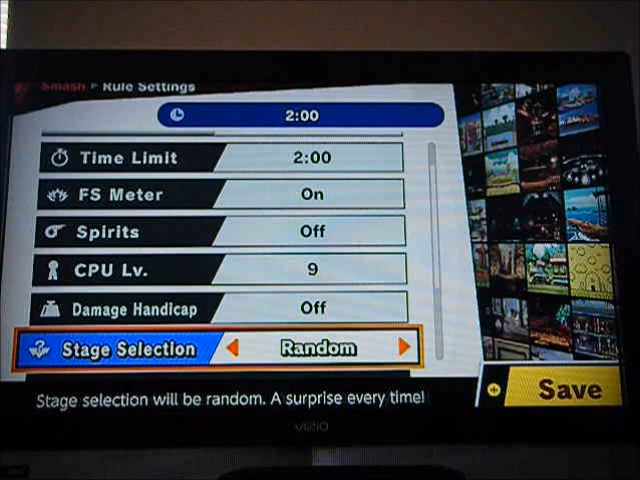 Smash ▸ Rule Settings
2:00
Time Limit 2:00
FS Meter On
Spirits Off
CPU Lv. 9
Damage Handicap Off
Stage Selection Random
Stage selection will be random. A surprise every time!
+ Save
VIZIO